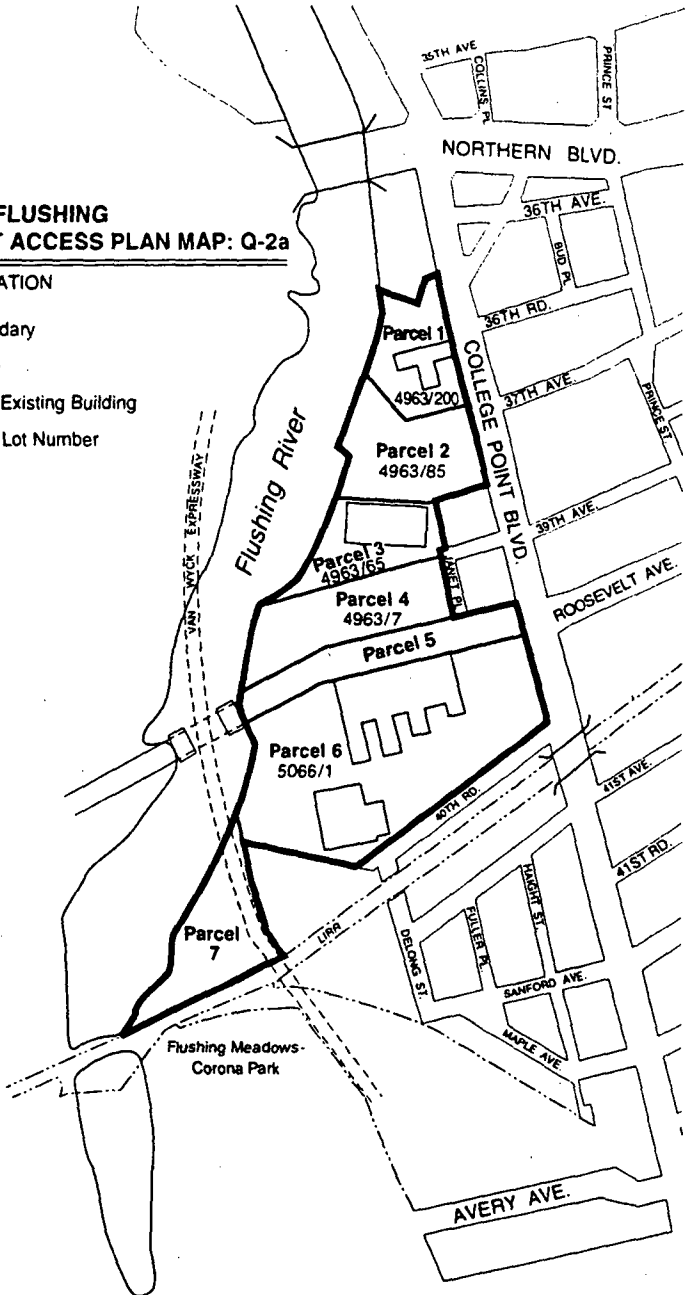 35TH AVE
COLLINS PL
PRINCE ST
NORTHERN BLVD.
FLUSHING
ACCESS PLAN MAP: Q-2a
36TH AVE.
BUD PL
ATION
dary
Existing Building
Lot Number
36TH RD.
Parcel 1
4963/200
COLLEGE POINT BLVD.
37TH AVE.
PRINCE ST.
Parcel 2
4963/85
Flushing River
VAN WYCK EXPRESSWAY
39TH AVE.
Parcel 3
4963/65
JANET PL
ROOSEVELT AVE.
Parcel 4
4963/7
Parcel 5
Parcel 6
5066/1
40TH RD.
41ST AVE.
41ST RD.
HAIGHT ST.
FULLER PL
DELONG ST.
LIRR
Parcel
7
SANFORD AVE.
MAPLE AVE.
Flushing Meadows-
Corona Park
AVERY AVE.